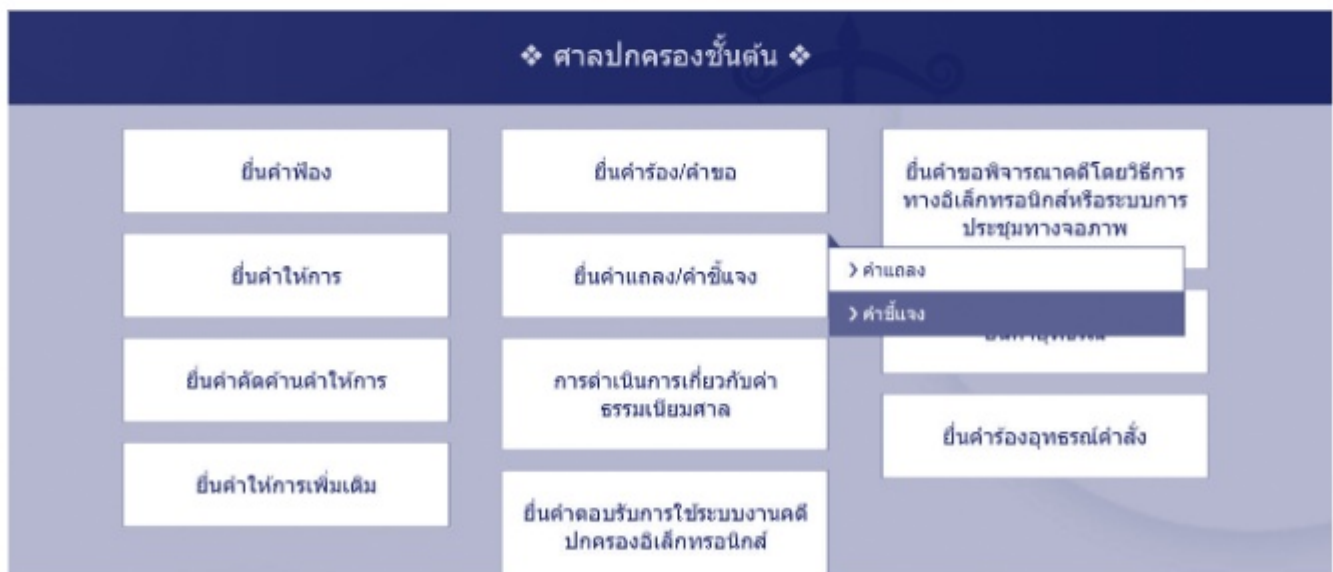 ❖ ศาลปกครองชั้นต้น ❖
ยื่นคำฟ้อง
ยื่นคำร้อง/คำขอ
ยื่นคำขอพิจารณาคดีโดยวิธีการ
ทางอิเล็กทรอนิกส์หรือระบบการ
ประชุมทางจอภาพ
ยื่นคำให้การ
ยื่นคำแถลง/คำชี้แจง
❯ คำแถลง
❯ คำชี้แจง
ยื่นคำคัดค้านคำให้การ
การดำเนินการเกี่ยวกับค่า
ธรรมเนียมศาล
ยื่นคำร้องอุทธรณ์คำสั่ง
ยื่นคำให้การเพิ่มเติม
ยื่นคำตอบรับการใช้ระบบงานคดี
ปกครองอิเล็กทรอนิกส์